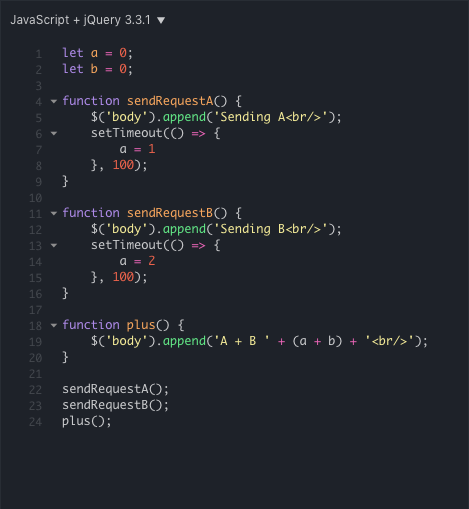 JavaScript + jQuery 3.3.1 ▼
1 let a = 0;
2 let b = 0;
3
4 function sendRequestA() {
5     $('body').append('Sending A<br/>');
6     setTimeout(() => {
7         a = 1
8     }, 100);
9 }
10
11 function sendRequestB() {
12     $('body').append('Sending B<br/>');
13     setTimeout(() => {
14         a = 2
15     }, 100);
16 }
17
18 function plus() {
19     $('body').append('A + B ' + (a + b) + '<br/>');
20 }
21
22 sendRequestA();
23 sendRequestB();
24 plus();